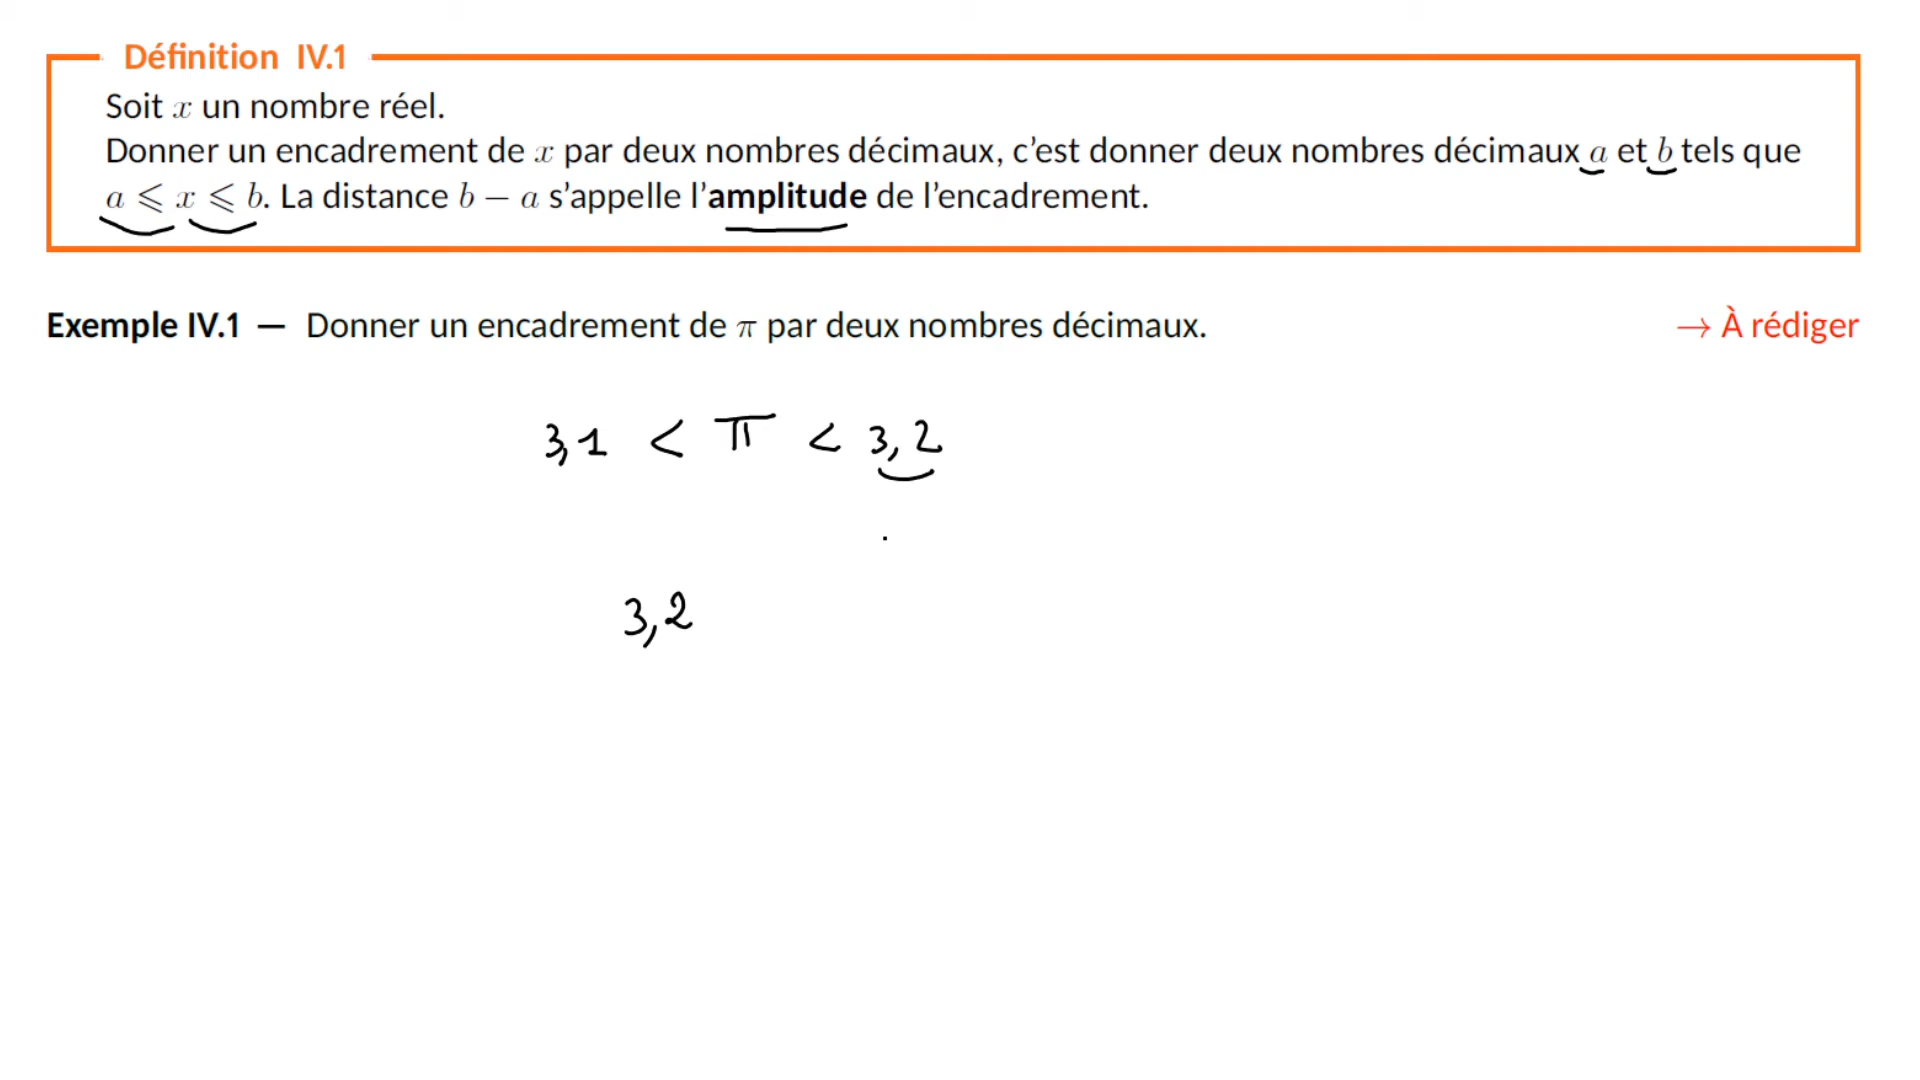 Définition IV.1
Soit x un nombre réel.
Donner un encadrement de x par deux nombres décimaux, c'est donner deux nombres décimaux a et b tels que
a ⩽ x ⩽ b. La distance b − a s'appelle l'amplitude de l'encadrement.
Exemple IV.1 — Donner un encadrement de π par deux nombres décimaux. → À rédiger
3,1 < π < 3,2
3,2